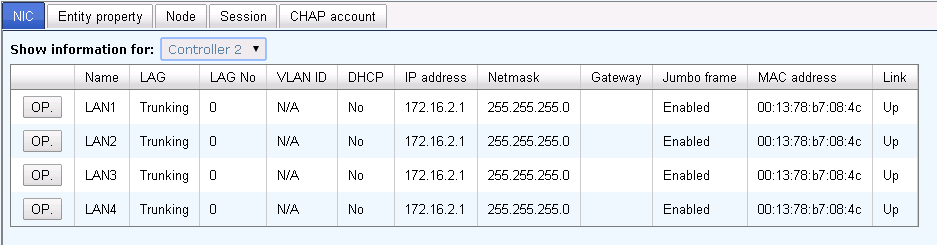 NIC Entity property Node Session CHAP account
Show information for: Controller 2
Name LAG LAG No VLAN ID DHCP IP address Netmask Gateway Jumbo frame MAC address Link
OP. LAN1 Trunking 0 N/A No 172.16.2.1 255.255.255.0 Enabled 00:13:78:b7:08:4c Up
OP. LAN2 Trunking 0 N/A No 172.16.2.1 255.255.255.0 Enabled 00:13:78:b7:08:4c Up
OP. LAN3 Trunking 0 N/A No 172.16.2.1 255.255.255.0 Enabled 00:13:78:b7:08:4c Up
OP. LAN4 Trunking 0 N/A No 172.16.2.1 255.255.255.0 Enabled 00:13:78:b7:08:4c Up